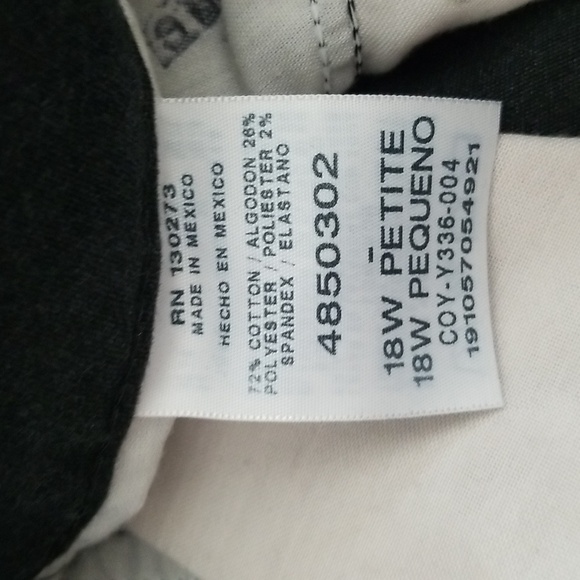 RN 130273
MADE IN MEXICO
HECHO EN MEXICO
72% COTTON / ALGODON 26%
POLYESTER / POLIESTER 2%
SPANDEX / ELASTANO
4850302
18W PETITE
18W PEQUENO
COY-Y336-004
191057054921